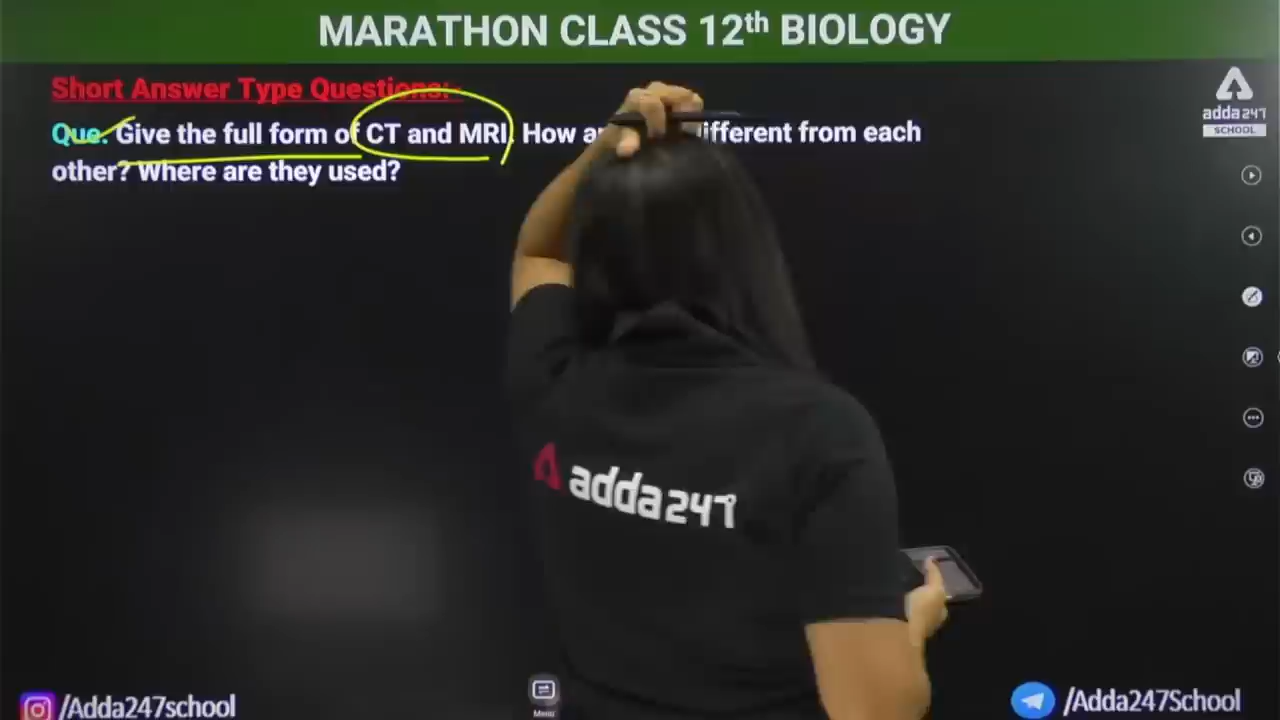 MARATHON CLASS 12th BIOLOGY
Short Answer Type Questions:-
Que. Give the full form of CT and MRI. How ifferent from each
other? Where are they used?
adda247
SCHOOL
adda247
Menu
/Adda247school
/Adda247School